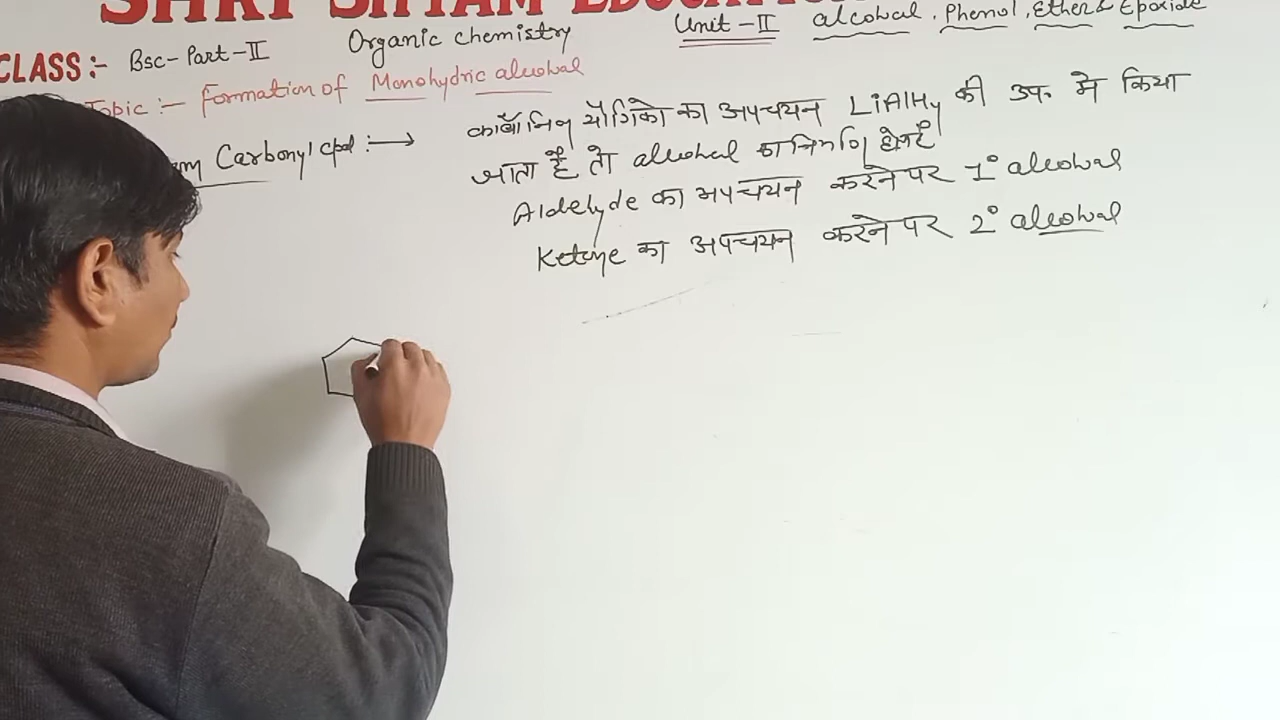 SHRI SHYAM EDUCATION
Unit-II alcohal, Phenol, Ether & Epoxide
Organic chemistry
CLASS:- Bsc-Part-II
Topic:- Formation of Monohydric alcohal
Carbonyl cpd:→
कार्बोनिल यौगिको का अपचयन LiAlH4 की उप. मे किया
जाता है तो alcohal का निर्माण होता है
Aldehyde का अपचयन करने पर 1° alcohal
Ketone का अपचयन करने पर 2° alcohal